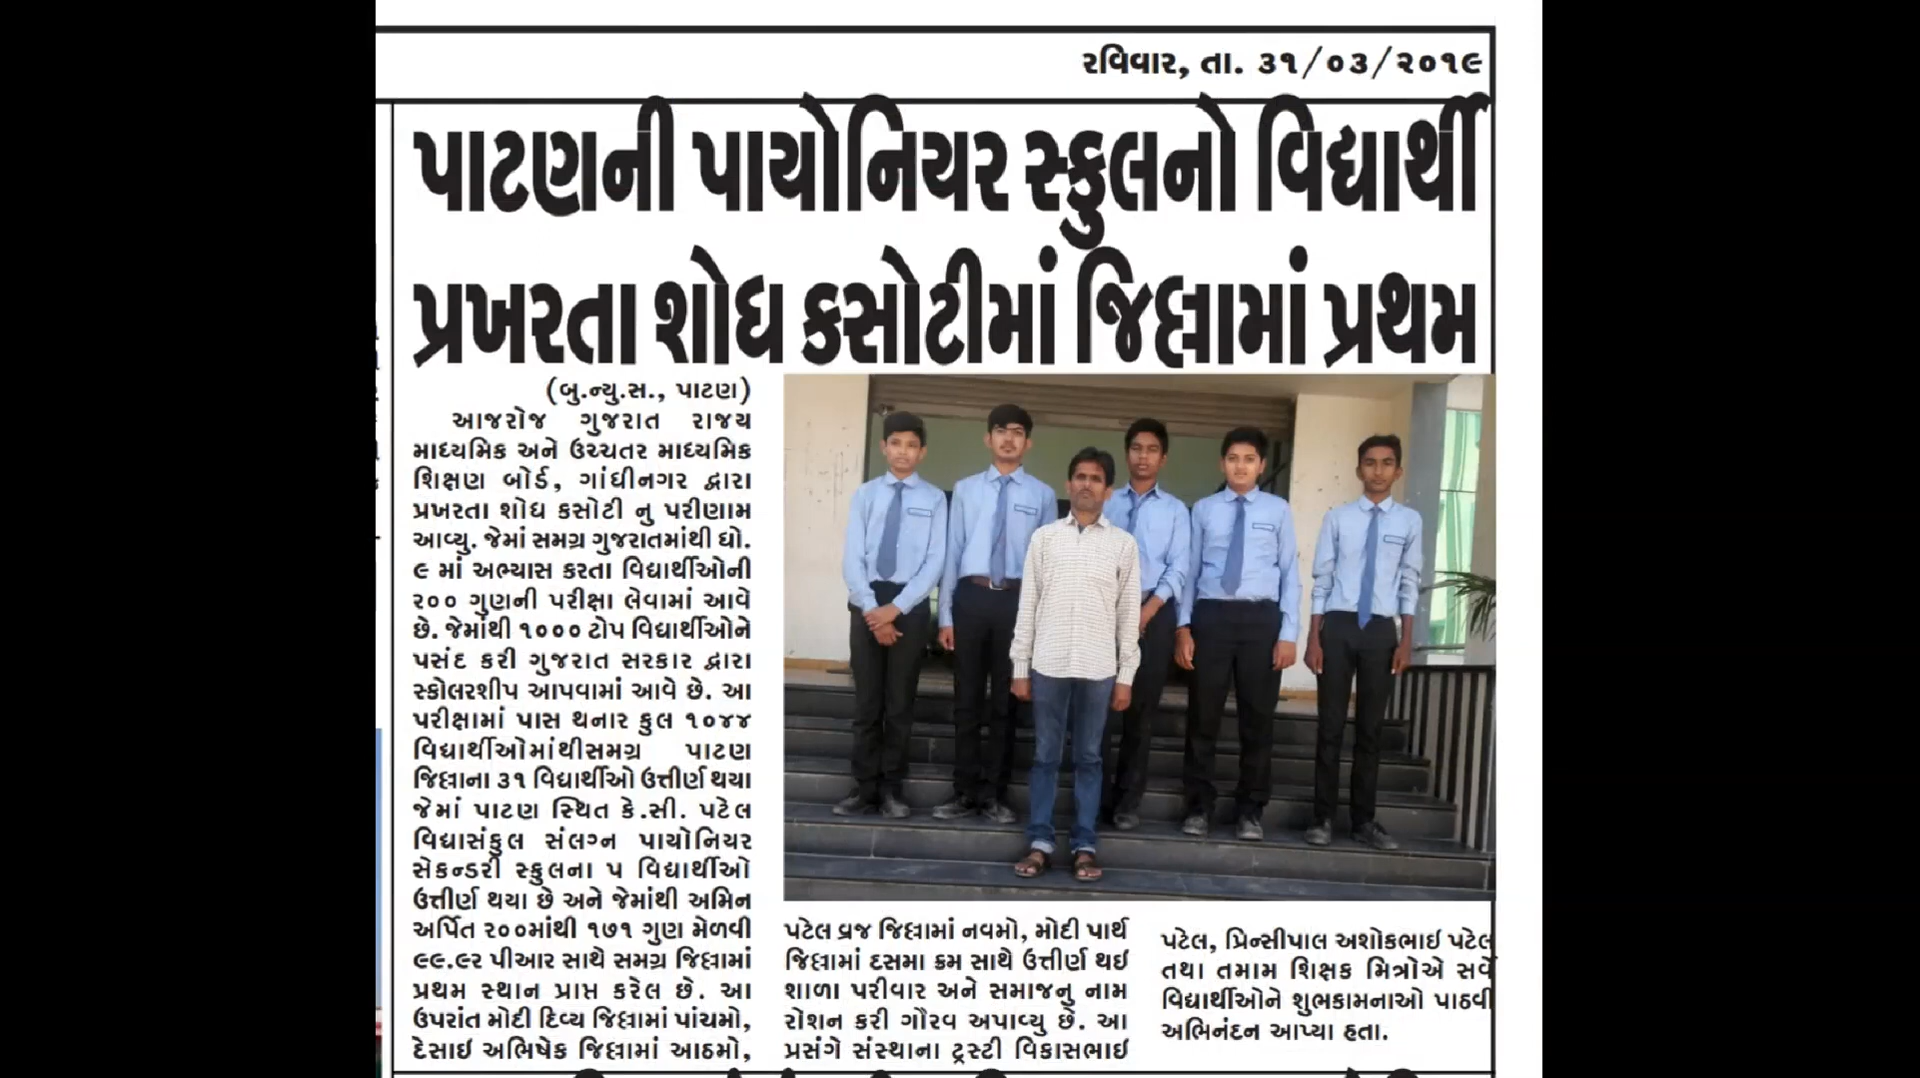 રવિવાર, તા. ૩૧/૦૩/૨૦૧૯
પાટણની પાયોનિયર સ્કુલનો વિદ્યાર્થી
પ્રખરતા શોધ કસોટીમાં જિલ્લામાં પ્રથમ
(બુ.ન્યુ.સ., પાટણ)
આજરોજ ગુજરાત રાજય
માધ્યમિક અને ઉચ્ચતર માધ્યમિક
શિક્ષણ બોર્ડ, ગાંધીનગર દ્વારા
પ્રખરતા શોધ કસોટી નુ પરીણામ
આવ્યુ. જેમાં સમગ્ર ગુજરાતમાંથી ધો.
૯ માં અભ્યાસ કરતા વિદ્યાર્થીઓની
૨૦૦ ગુણની પરીક્ષા લેવામાં આવે
છે. જેમાંથી ૧૦૦૦ ટોપ વિદ્યાર્થીઓને
પસંદ કરી ગુજરાત સરકાર દ્વારા
સ્કોલરશીપ આપવામાં આવે છે. આ
પરીક્ષામાં પાસ થનાર કુલ ૧૦૪૪
વિદ્યાર્થીઓમાંથીસમગ્ર પાટણ
જિલ્લાના ૩૧ વિદ્યાર્થીઓ ઉત્તીર્ણ થયા
જેમાં પાટણ સ્થિત કે.સી. પટેલ
વિદ્યાસંકુલ સંલગ્ન પાયોનિયર
સેકન્ડરી સ્કુલના ૫ વિદ્યાર્થીઓ
ઉત્તીર્ણ થયા છે અને જેમાંથી અમિન
અર્પિત ૨૦૦માંથી ૧૭૧ ગુણ મેળવી
૯૯.૯૨ પીઆર સાથે સમગ્ર જિલ્લામાં
પ્રથમ સ્થાન પ્રાપ્ત કરેલ છે. આ
ઉપરાંત મોદી દિવ્ય જિલ્લામાં પાંચમો,
દેસાઇ અભિષેક જિલ્લામાં આઠમો,
પટેલ વ્રજ જિલ્લામાં નવમો, મોદી પાર્થ
જિલ્લામાં દસમા ક્રમ સાથે ઉત્તીર્ણ થઇ
શાળા પરીવાર અને સમાજનુ નામ
રોશન કરી ગૌરવ અપાવ્યુ છે. આ
પ્રસંગે સંસ્થાના ટ્રસ્ટી વિકાસભાઇ
પટેલ, પ્રિન્સીપાલ અશોકભાઇ પટેલ
તથા તમામ શિક્ષક મિત્રોએ સર્વે
વિદ્યાર્થીઓને શુભકામનાઓ પાઠવી
અભિનંદન આપ્યા હતા.